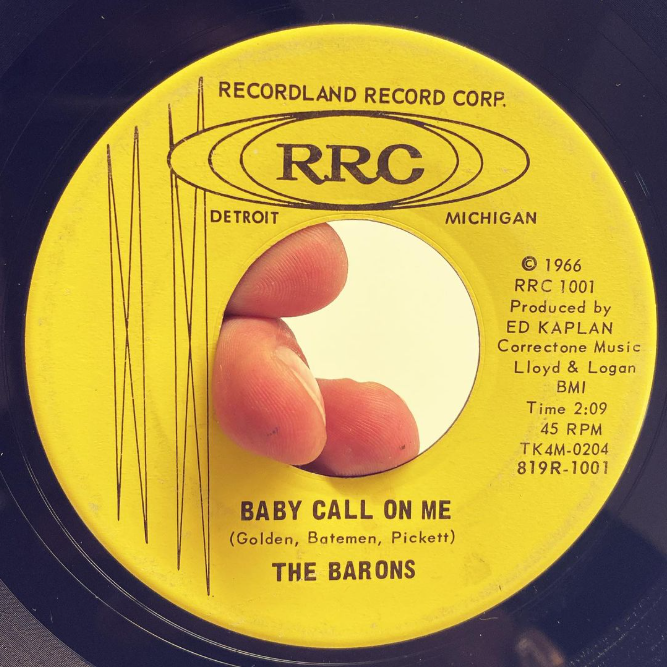 RECORDLAND RECORD CORP.
RRC
DETROIT MICHIGAN
© 1966
RRC 1001
Produced by
ED KAPLAN
Correctone Music
Lloyd & Logan
BMI
Time 2:09
45 RPM
TK4M-0204
819R-1001
BABY CALL ON ME
(Golden, Batemen, Pickett)
THE BARONS